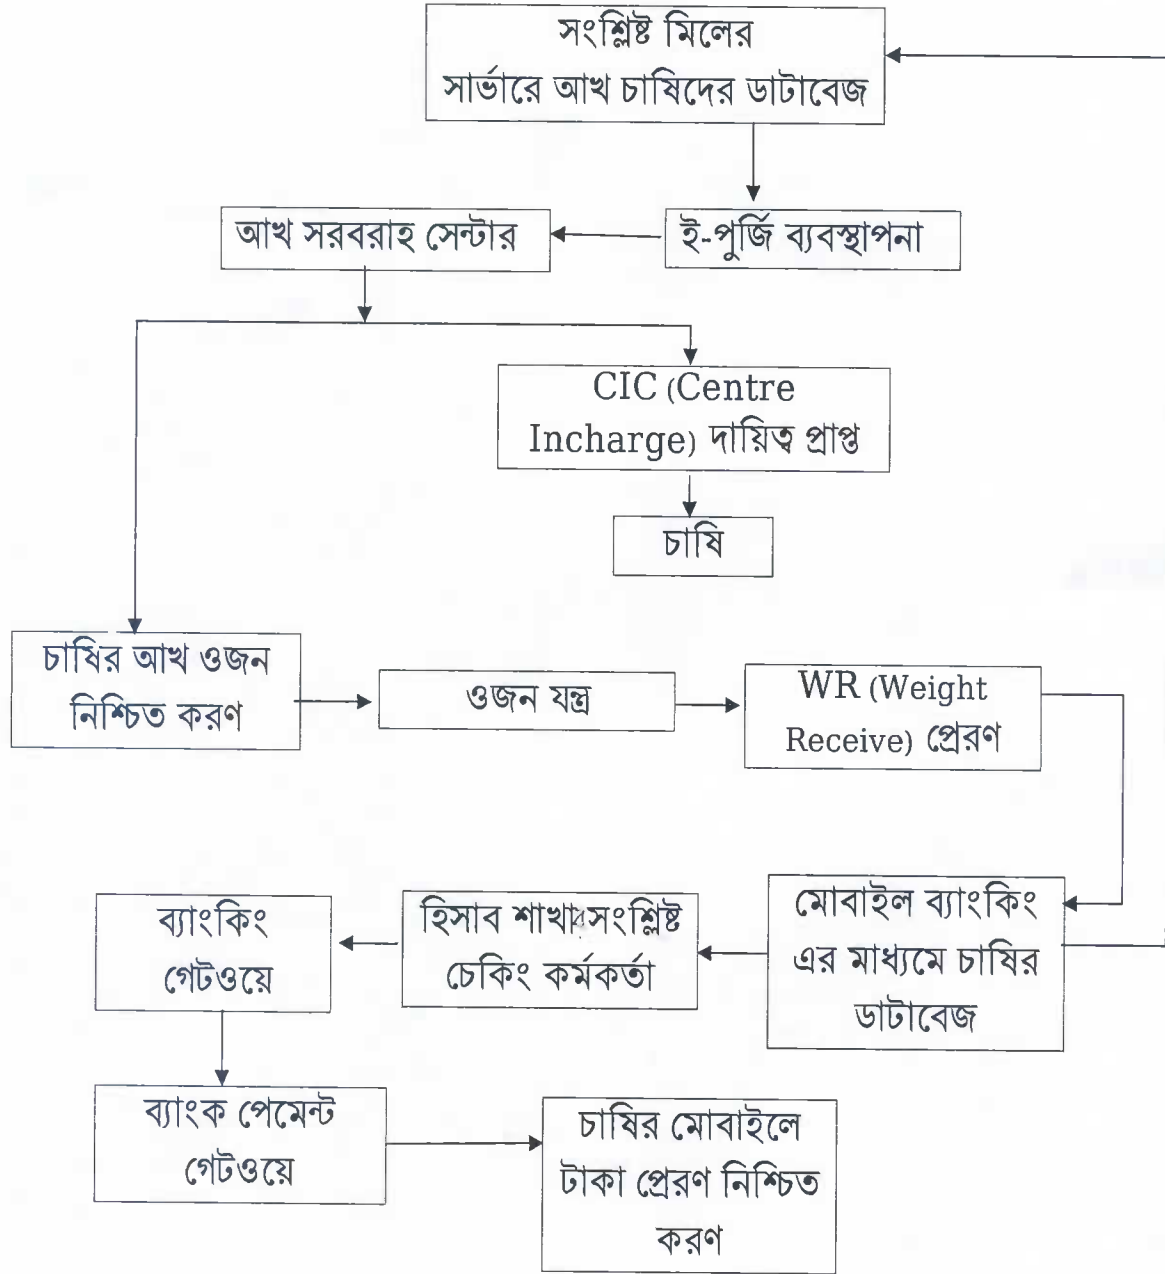 সংশ্লিষ্ট মিলের
সার্ভারে আখ চাষিদের ডাটাবেজ
আখ সরবরাহ সেন্টার
ই-পুর্জি ব্যবস্থাপনা
CIC (Centre
Incharge) দায়িত্ব প্রাপ্ত
চাষি
চাষির আখ ওজন
নিশ্চিত করণ
ওজন যন্ত্র
WR (Weight
Receive) প্রেরণ
মোবাইল ব্যাংকিং
এর মাধ্যমে চাষির
ডাটাবেজ
হিসাব শাখার সংশ্লিষ্ট
চেকিং কর্মকর্তা
ব্যাংকিং
গেটওয়ে
ব্যাংক পেমেন্ট
গেটওয়ে
চাষির মোবাইলে
টাকা প্রেরণ নিশ্চিত
করণ